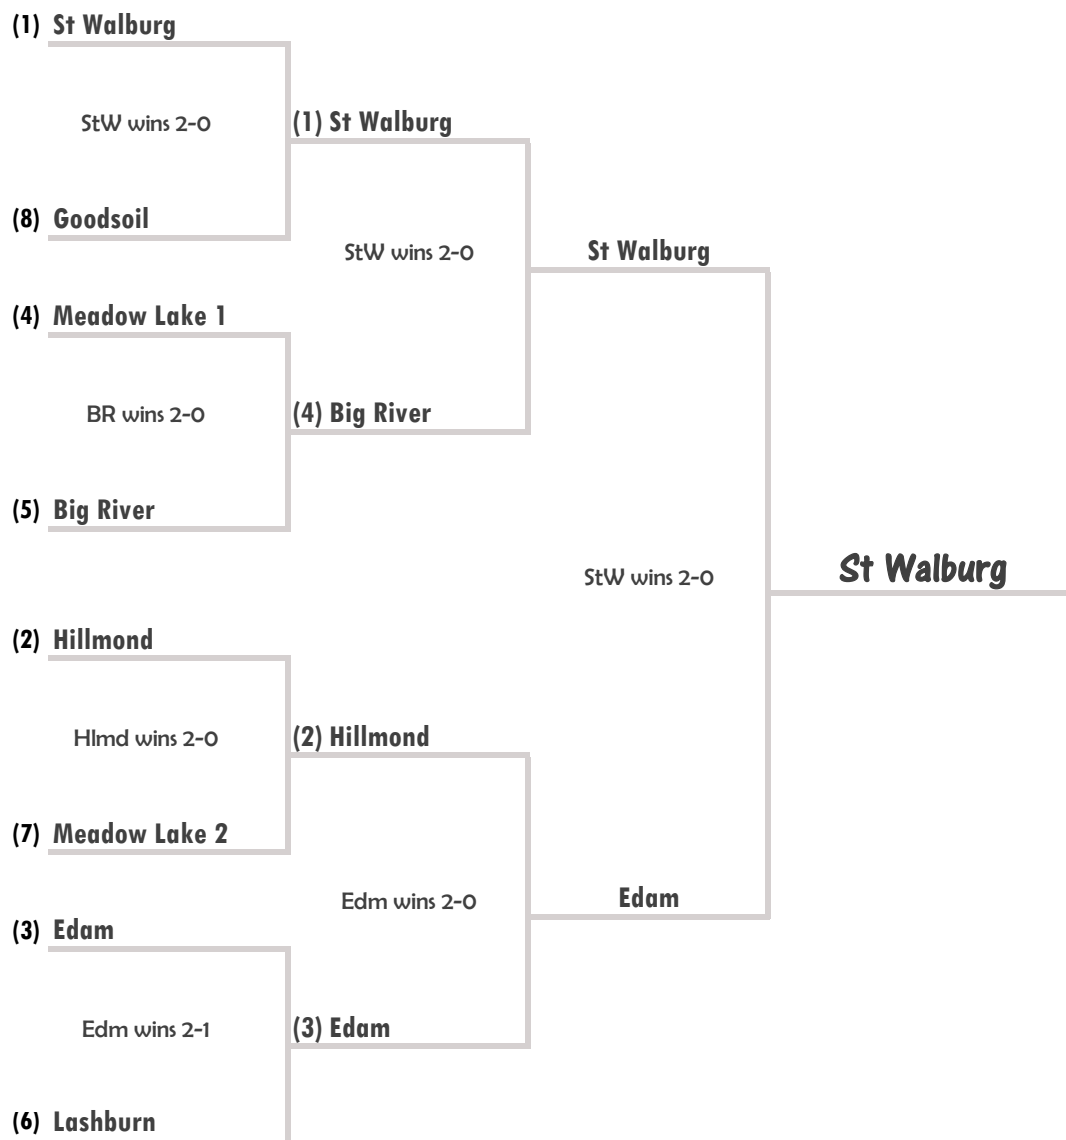 (1) St Walburg
StW wins 2-0
(1) St Walburg
(8) Goodsoil
StW wins 2-0
St Walburg
(4) Meadow Lake 1
BR wins 2-0
(4) Big River
(5) Big River
StW wins 2-0
St Walburg
(2) Hillmond
Hlmd wins 2-0
(2) Hillmond
(7) Meadow Lake 2
Edm wins 2-0
Edam
(3) Edam
Edm wins 2-1
(3) Edam
(6) Lashburn